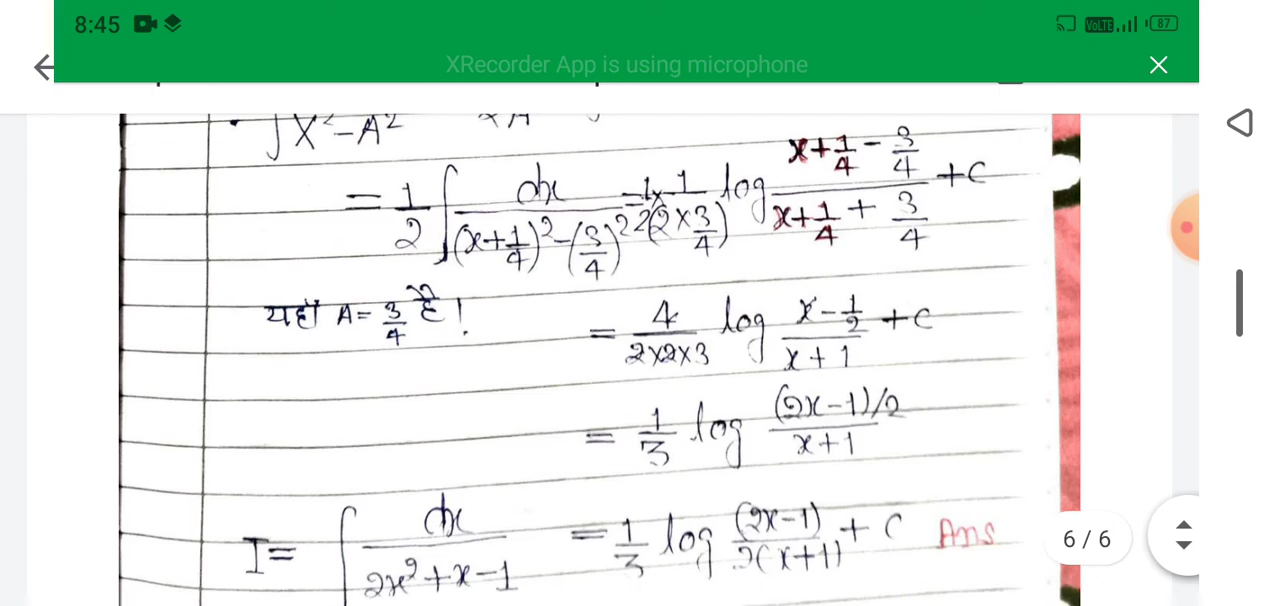 8:45 VoLTE 87
XRecorder App is using microphone
∫X²-A²
= 1/2 ∫ dx/((x+1/4)²-(3/4)²) = 1/2 × 1/(2×3/4) log (x+1/4-3/4)/(x+1/4+3/4) +c
यहाँ A= 3/4 है!
= 4/(2×2×3) log (x-1/2)/(x+1) +c
= 1/3 log ((2x-1)/2)/(x+1)
I= ∫ dx/(2x²+x-1) = 1/3 log (2x-1)/(2(x+1)) + c Ans
6 / 6